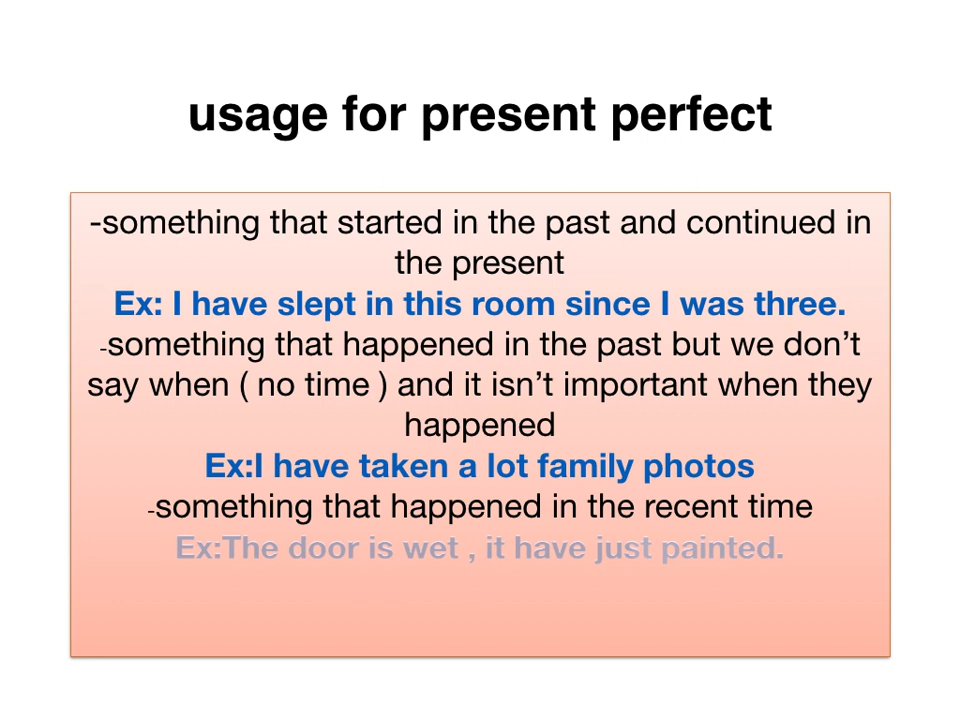 usage for present perfect
-something that started in the past and continued in
the present
Ex: I have slept in this room since I was three.
-something that happened in the past but we don’t
say when ( no time ) and it isn’t important when they
happened
Ex:I have taken a lot family photos
-something that happened in the recent time
Ex:The door is wet , it have just painted.